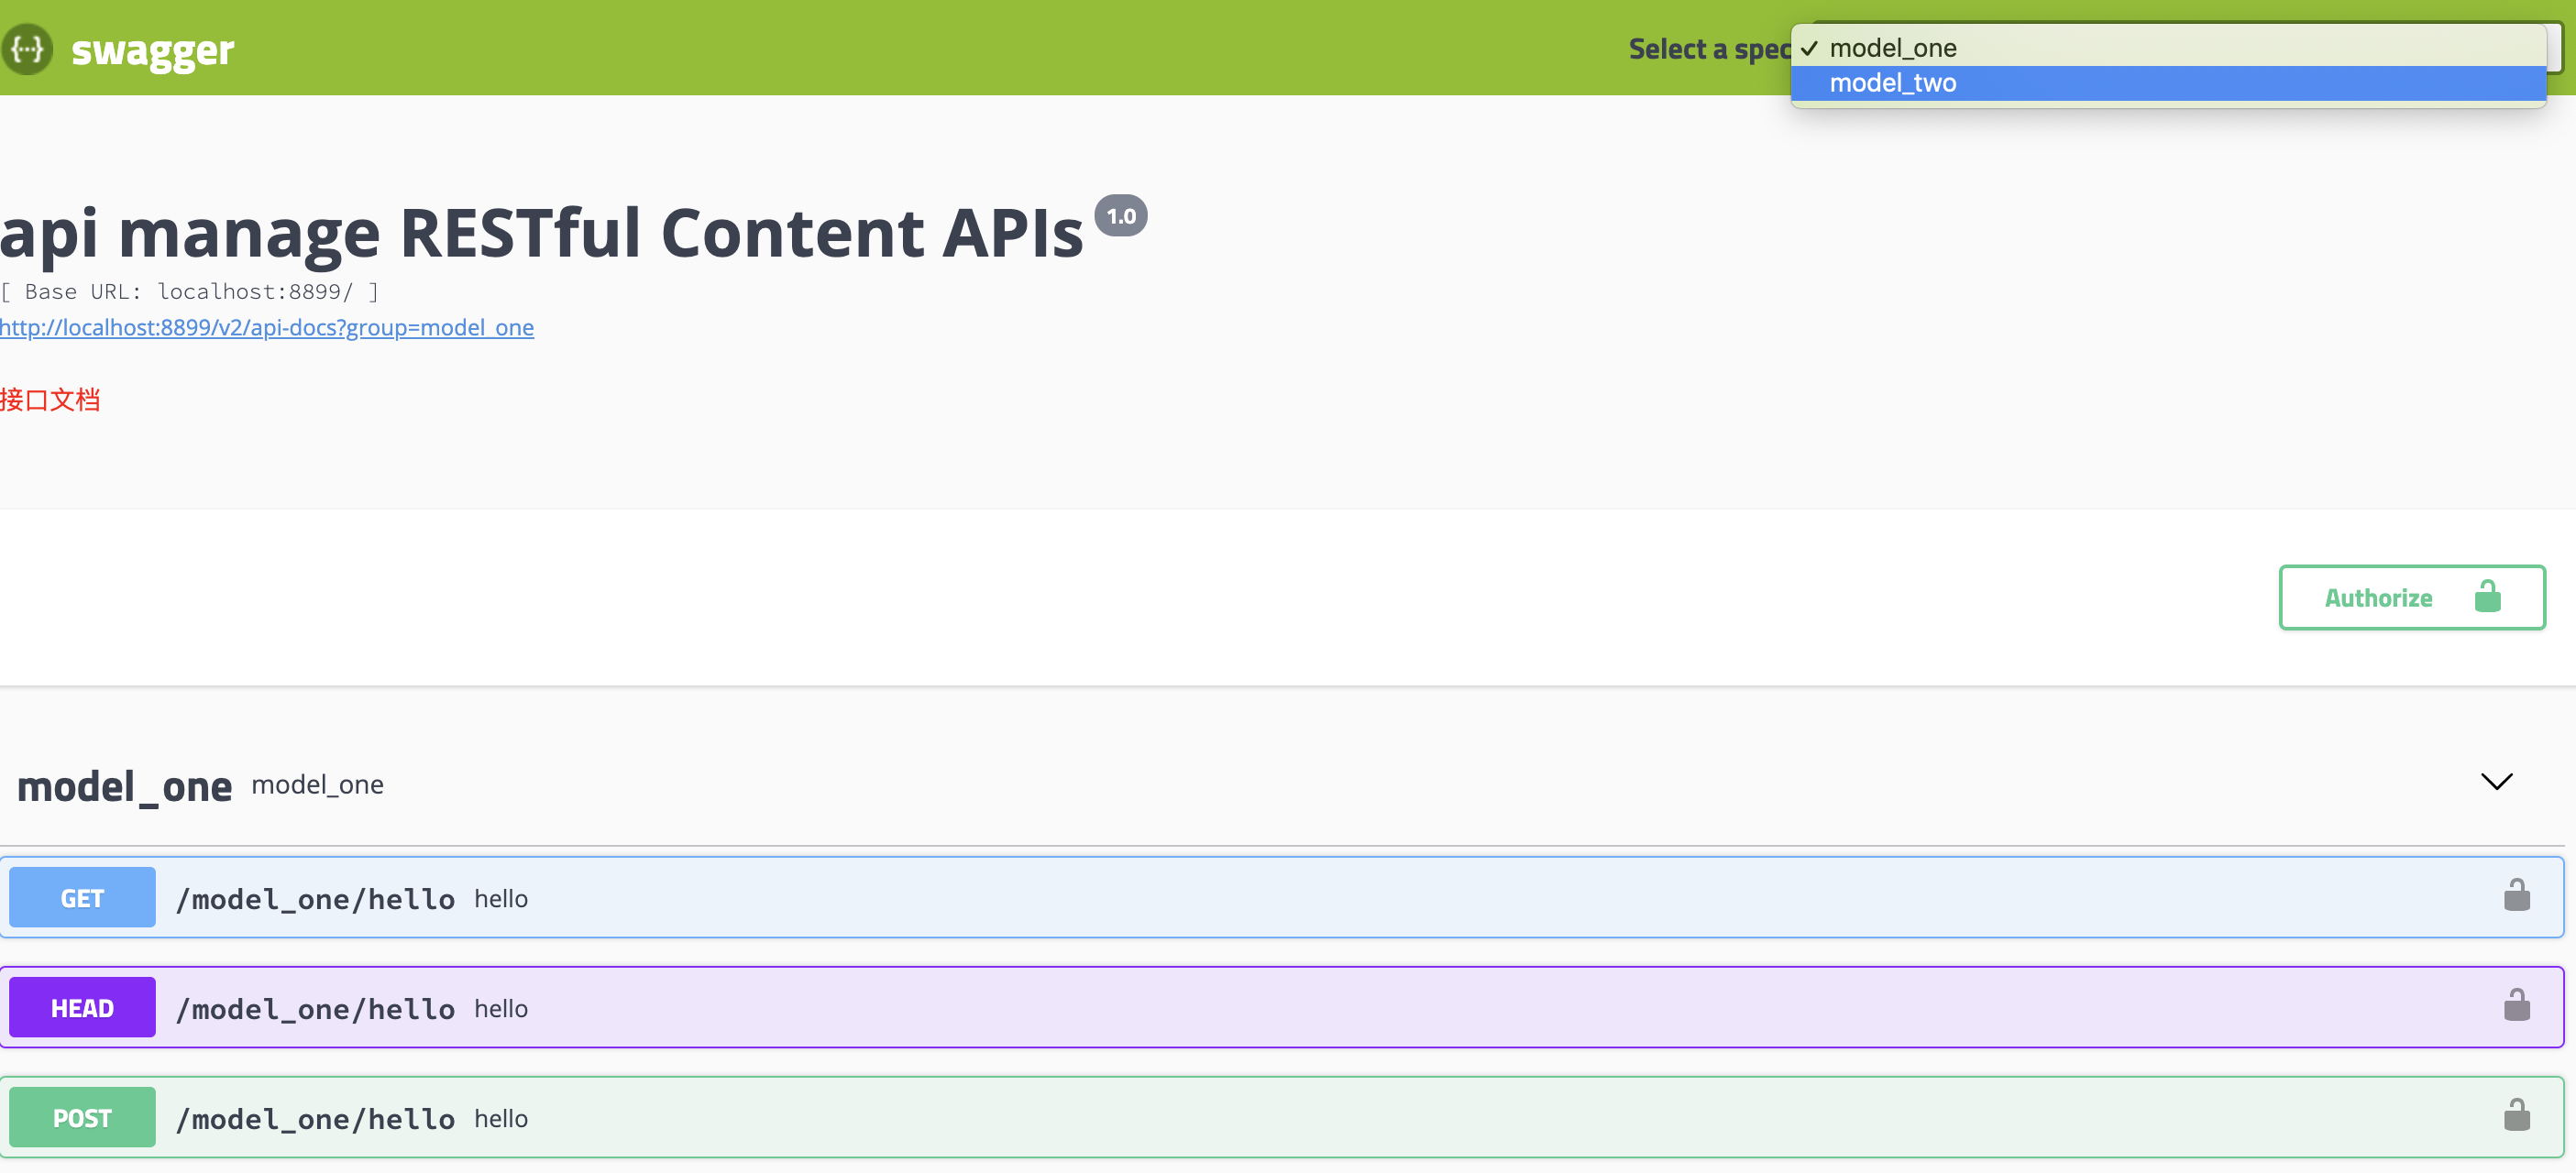 {···} swagger
Select a spec
✓ model_one
model_two
api manage RESTful Content APIs 1.0
[ Base URL: localhost:8899/ ]
http://localhost:8899/v2/api-docs?group=model_one
接口文档
Authorize
model_one model_one
GET /model_one/hello hello
HEAD /model_one/hello hello
POST /model_one/hello hello